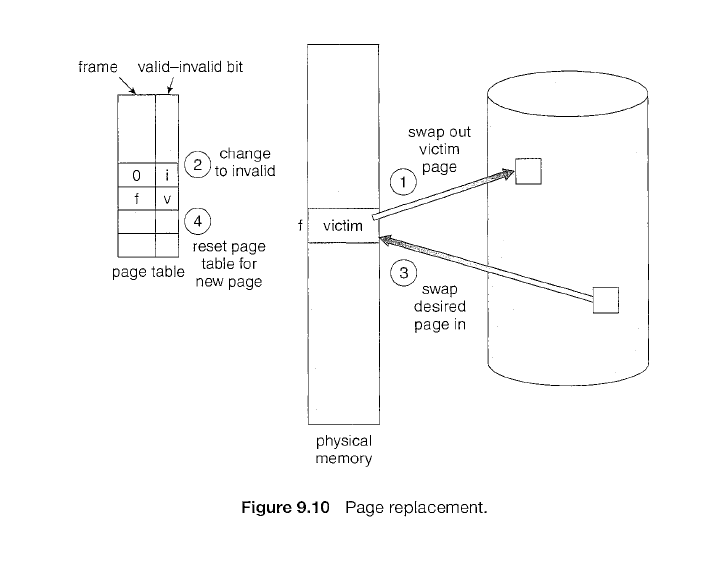 frame valid–invalid bit
0 i
f v
2 change
to invalid
4
reset page
table for
new page
page table
swap out
victim
page
1
f victim
3
swap
desired
page in
physical
memory
Figure 9.10 Page replacement.